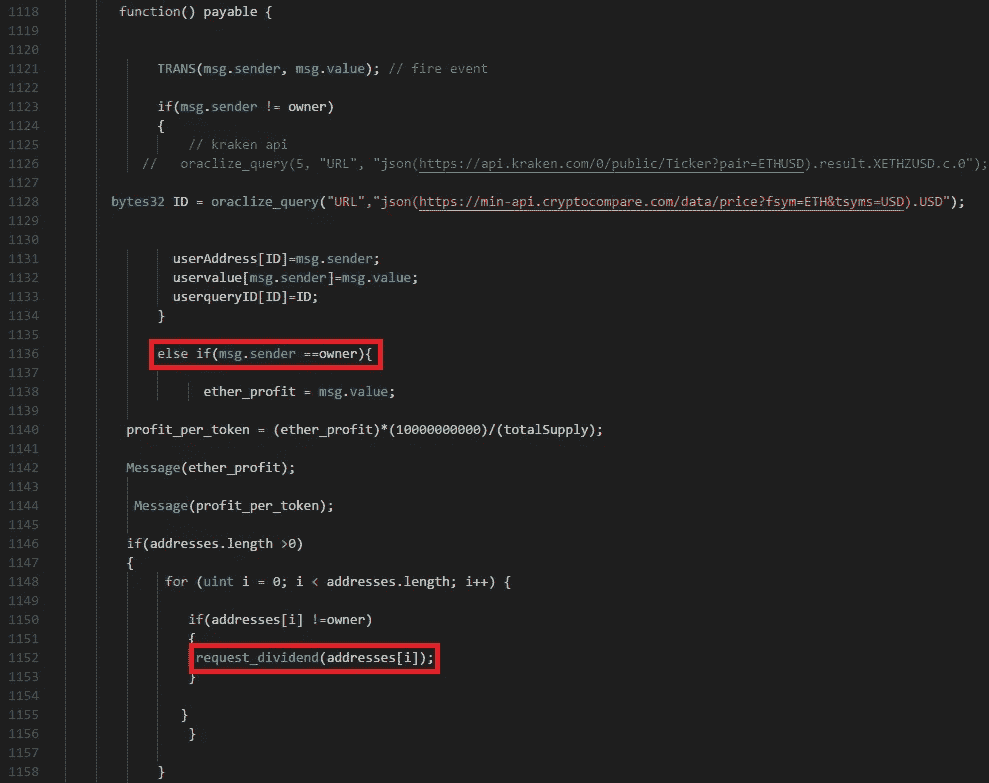 1118 function() payable {
1119
1120
1121 TRANS(msg.sender, msg.value); // fire event
1122
1123 if(msg.sender != owner)
1124 {
1125 // kraken api
1126 // oraclize_query(5, "URL", "json(https://api.kraken.com/0/public/Ticker?pair=ETHUSD).result.XETHZUSD.c.0");
1127
1128 bytes32 ID = oraclize_query("URL","json(https://min-api.cryptocompare.com/data/price?fsym=ETH&tsyms=USD).USD");
1129
1130
1131 userAddress[ID]=msg.sender;
1132 uservalue[msg.sender]=msg.value;
1133 userqueryID[ID]=ID;
1134 }
1135
1136 else if(msg.sender ==owner){
1137
1138 ether_profit = msg.value;
1139
1140 profit_per_token = (ether_profit)*(10000000000)/(totalSupply);
1141
1142 Message(ether_profit);
1143
1144 Message(profit_per_token);
1145
1146 if(addresses.length >0)
1147 {
1148 for (uint i = 0; i < addresses.length; i++) {
1149
1150 if(addresses[i] !=owner)
1151 {
1152 request_dividend(addresses[i]);
1153 }
1154
1155 }
1156 }
1157
1158 }